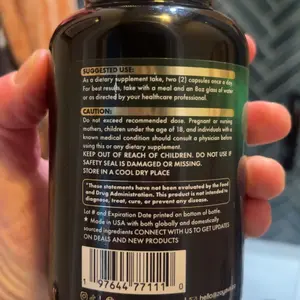 SUGGESTED USE:
As a dietary supplement take, two (2) capsules once a day.
For best results, take with a meal and an 8oz glass of water
or as directed by your healthcare professional.
CAUTION:
Do not exceed recommended dose. Pregnant or nursing
mothers, children under the age of 18, and individuals with a
known medical condition should consult a physician before
using this or any dietary supplement.
KEEP OUT OF REACH OF CHILDREN. DO NOT USE IF
SAFETY SEAL IS DAMAGED OR MISSING.
STORE IN A COOL DRY PLACE
*These statements have not been evaluated by the Food
and Drug Administration. This product is not intended to
diagnose, treat, cure, or prevent any disease.
Lot # and Expiration Date printed on bottom of bottle.
Made in USA with both globally and domestically
sourced ingredients CONNECT WITH US TO GET UPDATES
ON DEALS AND NEW PRODUCTS
1 97644 77111 0